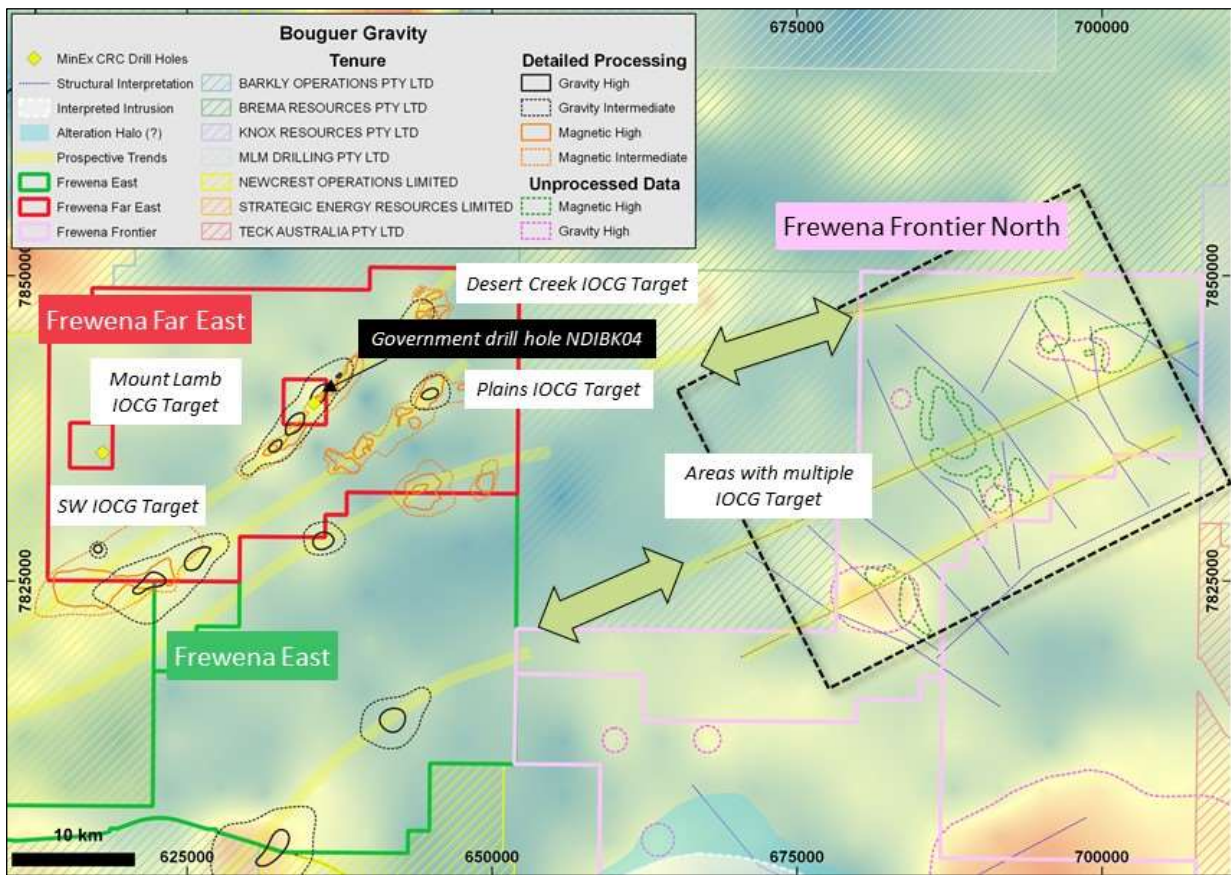 675000
700000
Bouguer Gravity
MinEx CRC Drill Holes
Structural Interpretation
Interpreted Intrusion
Alteration Halo (?)
Prospective Trends
Frewena East
Frewena Far East
Frewena Frontier
Tenure
BARKLY OPERATIONS PTY LTD
BREMA RESOURCES PTY LTD
KNOX RESOURCES PTY LTD
MLM DRILLING PTY LTD
NEWCREST OPERATIONS LIMITED
STRATEGIC ENERGY RESOURCES LIMITED
TECK AUSTRALIA PTY LTD
Detailed Processing
Gravity High
Gravity Intermediate
Magnetic High
Magnetic Intermediate
Unprocessed Data
Magnetic High
Gravity High
Frewena Frontier North
7850000
7850000
Desert Creek IOCG Target
Frewena Far East
Government drill hole NDIBK04
Mount Lamb
IOCG Target
Plains IOCG Target
Areas with multiple
IOCG Target
SW IOCG Target
7825000
7825000
Frewena East
10 km
625000
650000
675000
700000